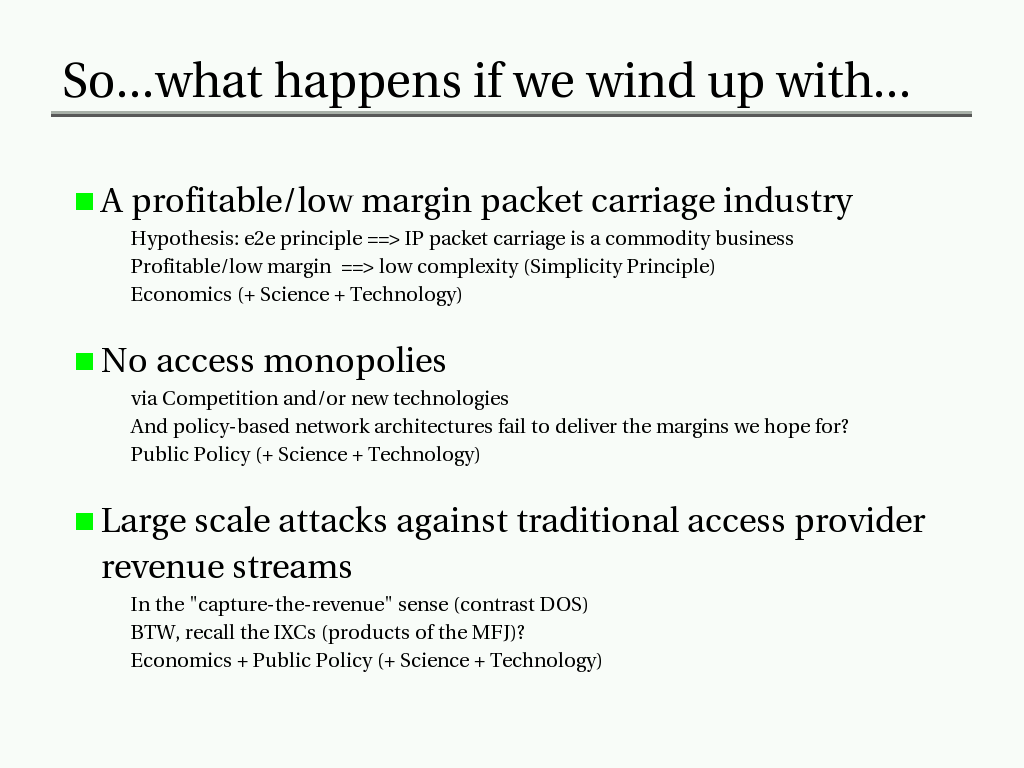 So...what happens if we wind up with...
A profitable/low margin packet carriage industry
Hypothesis: e2e principle ==> IP packet carriage is a commodity business
Profitable/low margin  ==> low complexity (Simplicity Principle)
Economics (+ Science + Technology)
No access monopolies
via Competition and/or new technologies
And policy-based network architectures fail to deliver the margins we hope for?
Public Policy (+ Science + Technology)
Large scale attacks against traditional access provider
revenue streams
In the "capture-the-revenue" sense (contrast DOS)
BTW, recall the IXCs (products of the MFJ)?
Economics + Public Policy (+ Science + Technology)